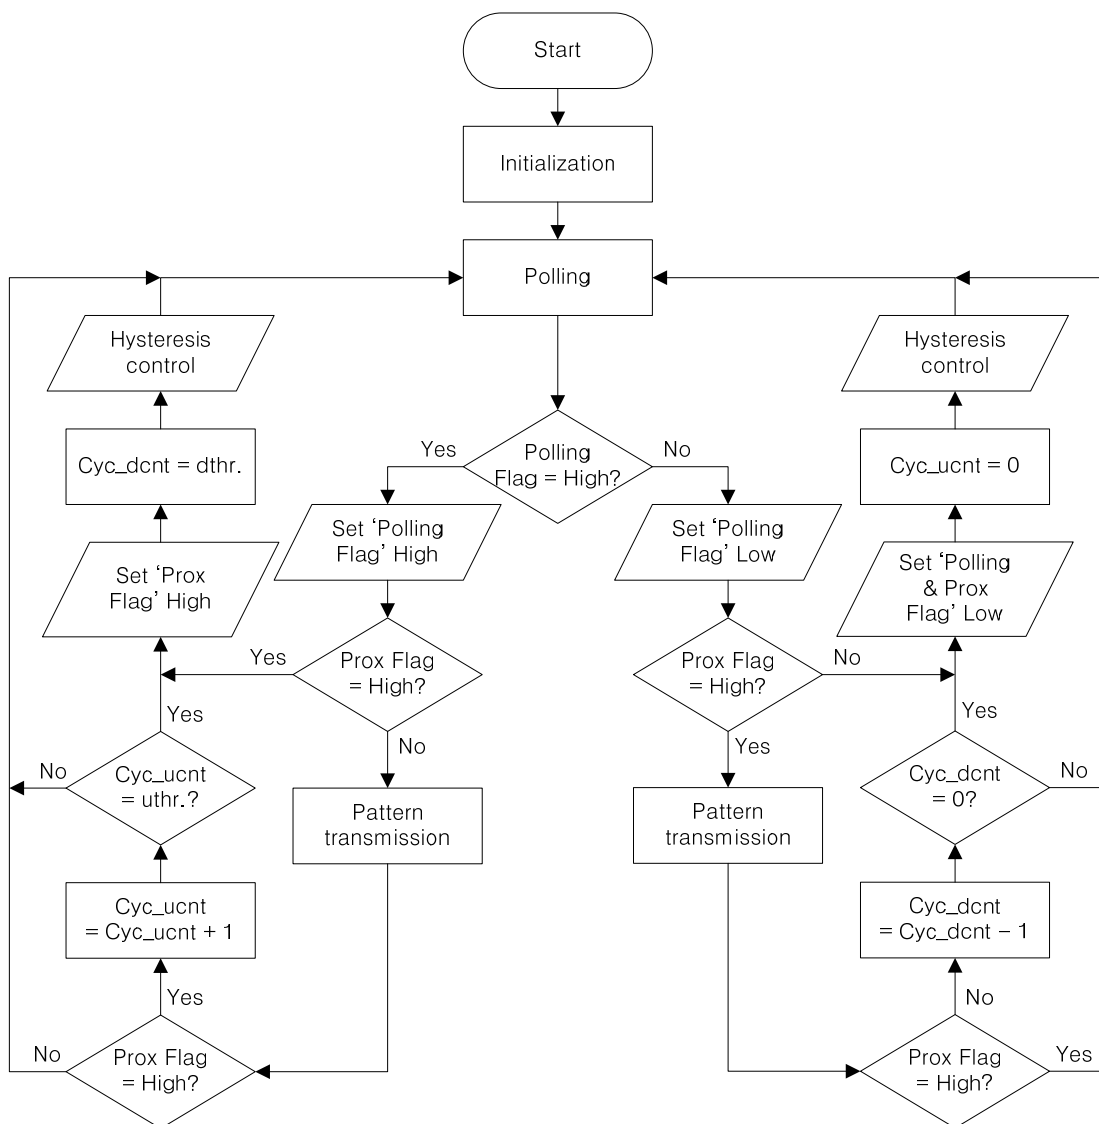 Start
Initialization
Polling
Hysteresis
control
Hysteresis
control
Cyc_dcnt = dthr.
Yes
Polling
Flag = High?
No
Cyc_ucnt = 0
Set ‘Polling
Flag’ High
Set ‘Polling
Flag’ Low
Set ‘Prox
Flag’ High
Set ‘Polling
& Prox
Flag’ Low
Yes
Prox Flag
= High?
Prox Flag
= High?
No
Yes
No
Yes
Yes
No
Cyc_ucnt
= uthr.?
Pattern
transmission
Pattern
transmission
Cyc_dcnt
= 0?
No
Cyc_ucnt
= Cyc_ucnt + 1
Cyc_dcnt
= Cyc_dcnt − 1
Yes
No
No
Prox Flag
= High?
Prox Flag
= High?
Yes